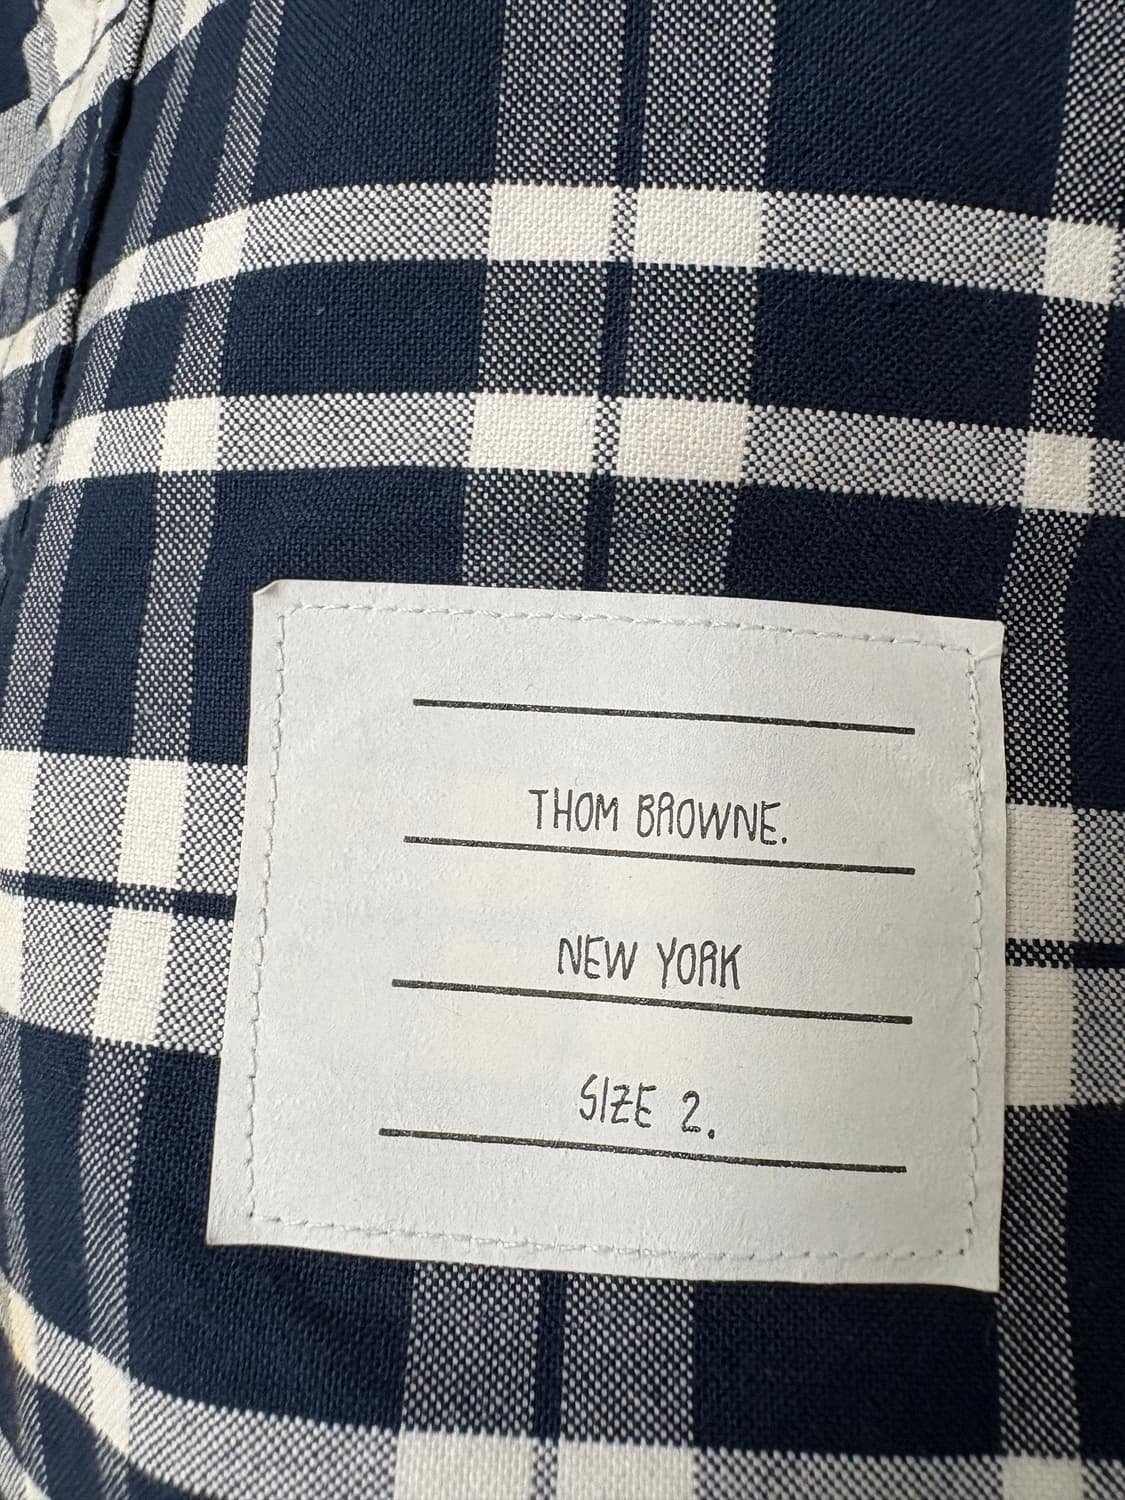 THOM BROWNE.
NEW YORK
SIZE 2.